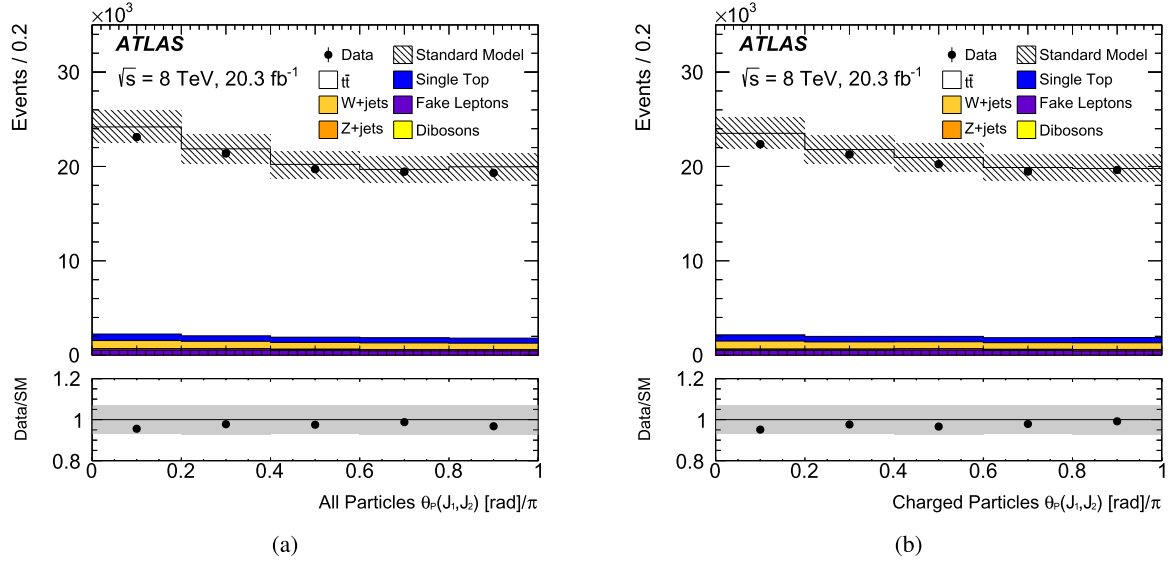 ×10³
Events / 0.2
ATLAS
√s = 8 TeV, 20.3 fb⁻¹
Data
Standard Model
tt̄
Single Top
W+jets
Fake Leptons
Z+jets
Dibosons
30
20
10
0
Data/SM
1.2
1
0.8
0 0.2 0.4 0.6 0.8 1
All Particles θP(J1,J2) [rad]/π
(a)
×10³
Events / 0.2
ATLAS
√s = 8 TeV, 20.3 fb⁻¹
Data
Standard Model
tt̄
Single Top
W+jets
Fake Leptons
Z+jets
Dibosons
30
20
10
0
Data/SM
1.2
1
0.8
0 0.2 0.4 0.6 0.8 1
Charged Particles θP(J1,J2) [rad]/π
(b)